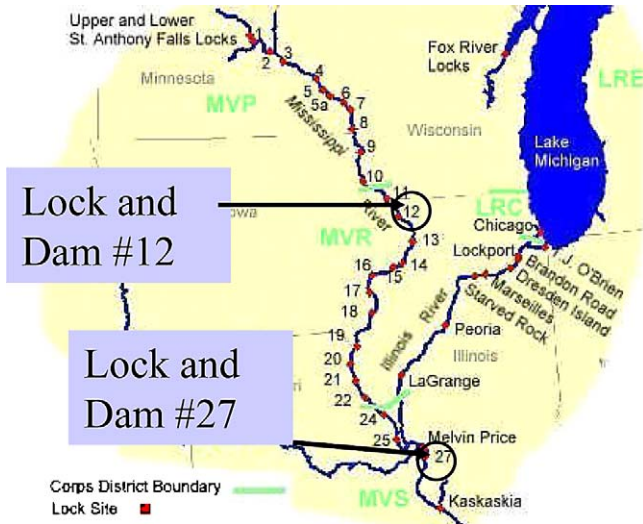 Upper and Lower
St. Anthony Falls Locks
1
2
3
Minnesota
4
5
5a
6
7
MVP
Mississippi
8
Wisconsin
9
10
Fox River
Locks
LRE
Lake
Michigan
Lock and
Dam #12
11
12
River
MVR
13
14
15
16
17
18
19
20
21
22
24
25
LRC
Chicago
Lockport
T.J. O'Brien
Brandon Road
Dresden Island
Marseilles
Starved Rock
Illinois River
Peoria
Illinois
LaGrange
Lock and
Dam #27
Melvin Price
27
MVS
Kaskaskia
Corps District Boundary
Lock Site